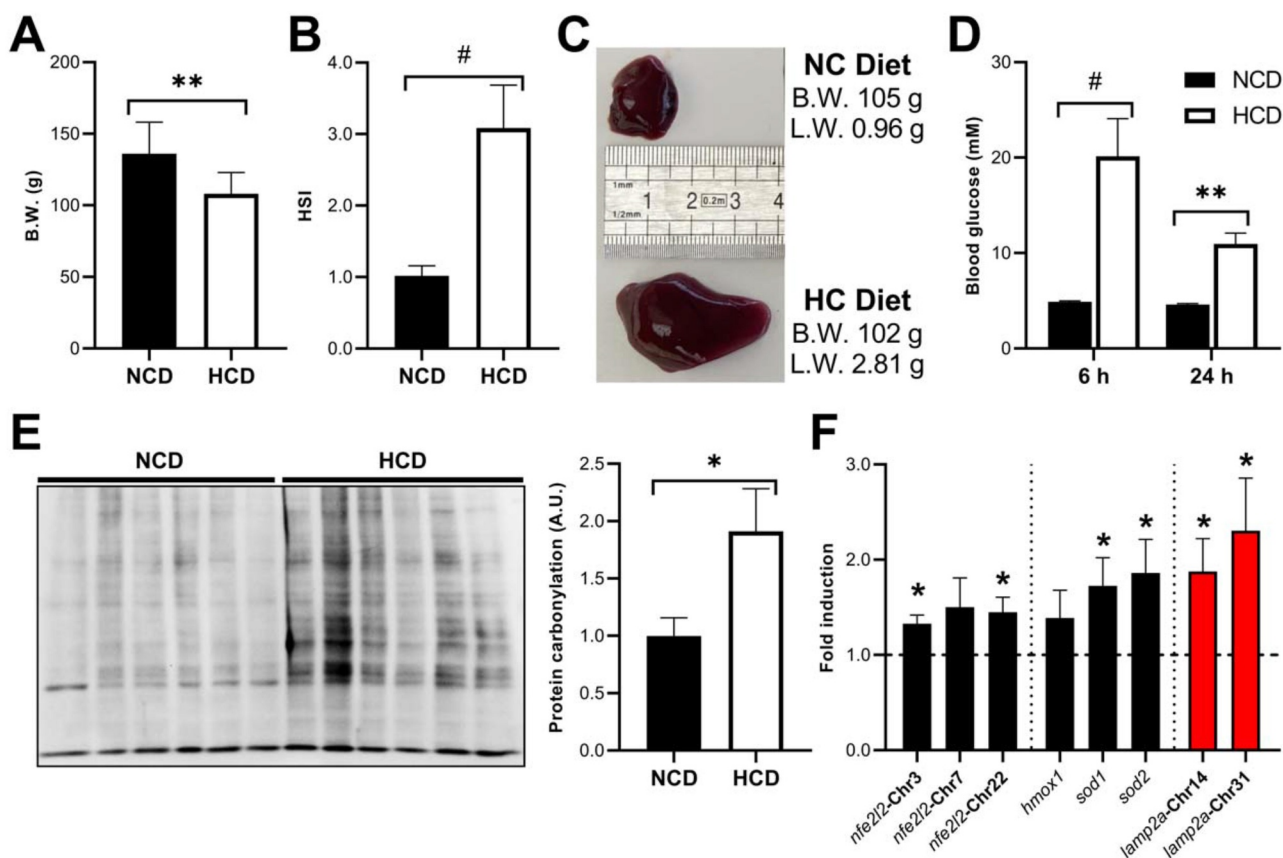 A
B.W. (g)
200
150
100
50
0
**
NCD
HCD
B
HSI
4.0
3.0
2.0
1.0
0.0
#
NCD
HCD
C
NC Diet
B.W. 105 g
L.W. 0.96 g
1mm
1/2mm
1 2 0.2m 3 4
HC Diet
B.W. 102 g
L.W. 2.81 g
D
Blood glucose (mM)
30
20
10
0
#
**
NCD
HCD
6 h
24 h
E
NCD
HCD
Protein carbonylation (A.U.)
2.5
2.0
1.5
1.0
0.5
0.0
*
NCD
HCD
F
Fold induction
3.0
2.0
1.0
0.0
*
*
*
*
*
*
nfe2l2-Chr3
nfe2l2-Chr7
nfe2l2-Chr22
hmox1
sod1
sod2
lamp2a-Chr14
lamp2a-Chr31